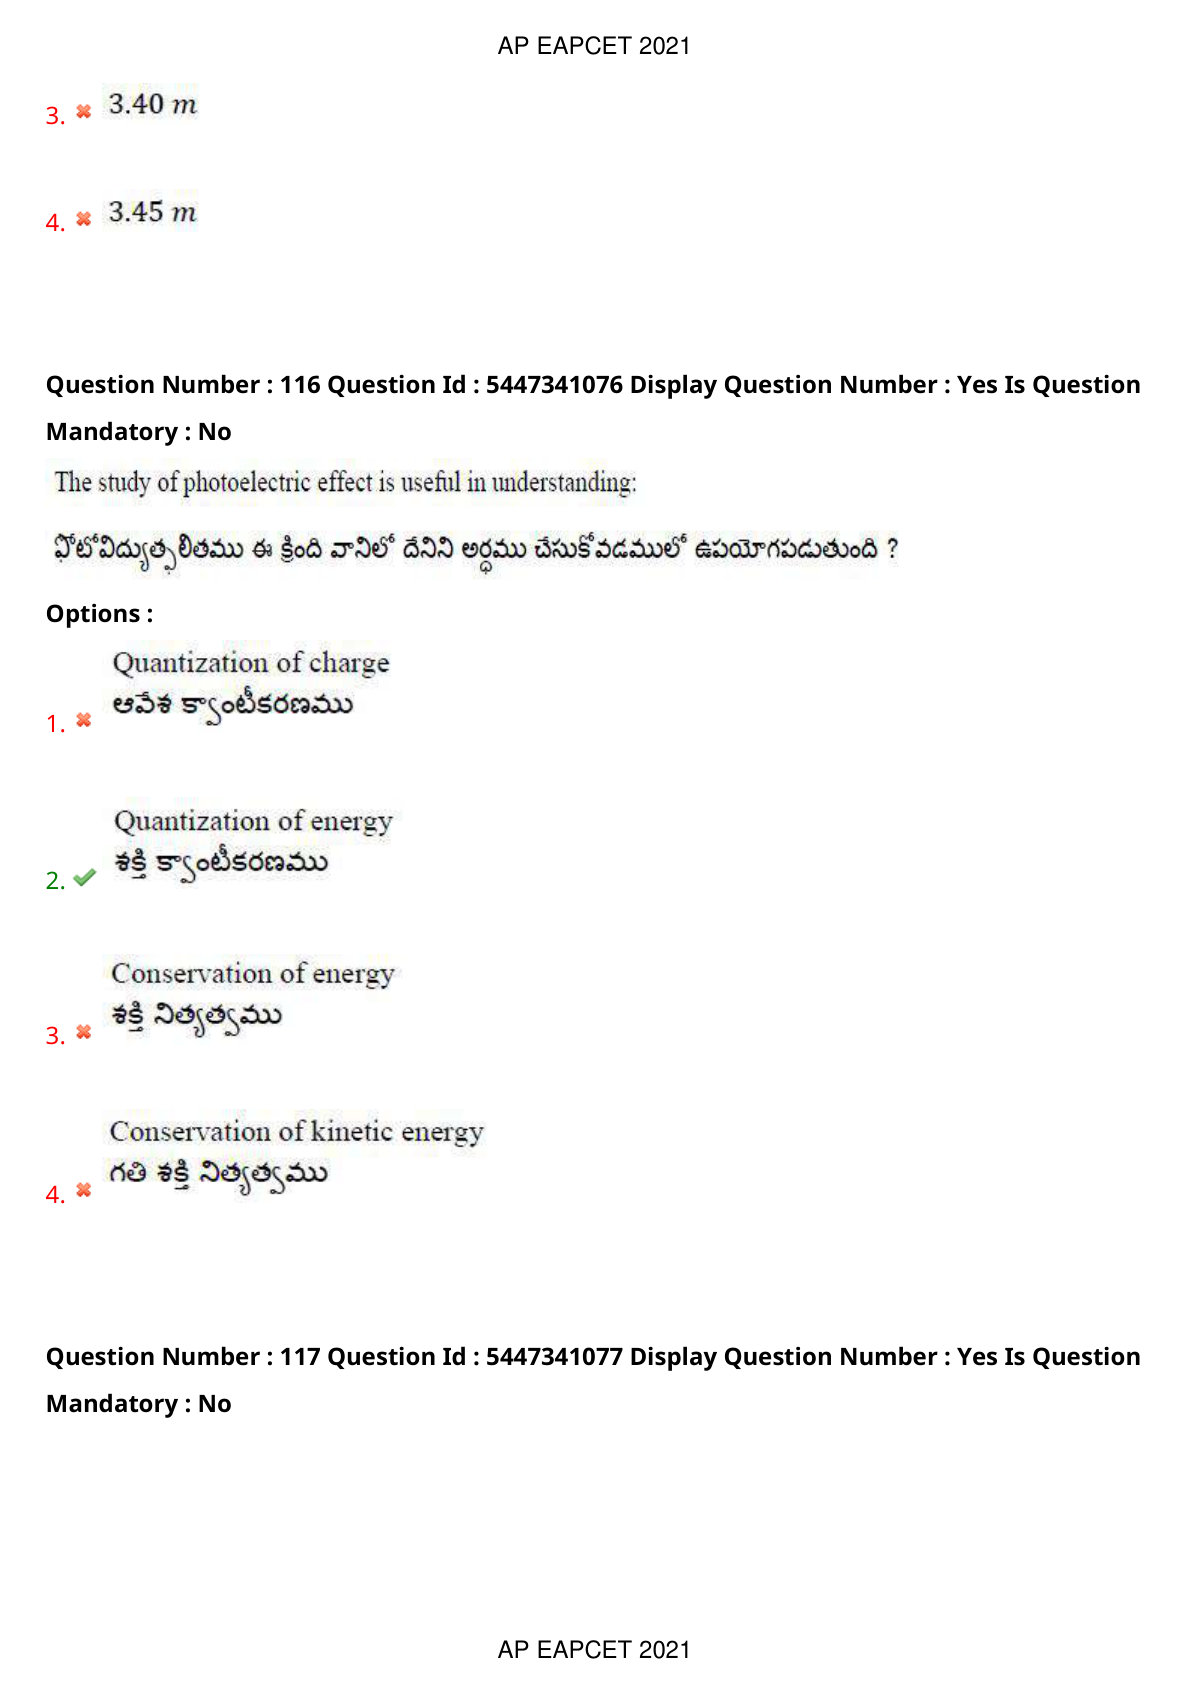 AP EAPCET 2021
3. 3.40 m
4. 3.45 m
Question Number : 116 Question Id : 5447341076 Display Question Number : Yes Is Question
Mandatory : No
The study of photoelectric effect is useful in understanding:
ఫోటోవిద్యుత్ఫలితము ఈ క్రింది వానిలో దేనిని అర్ధము చేసుకోవడములో ఉపయోగపడుతుంది ?
Options :
Quantization of charge
ఆవేశ క్వాంటీకరణము
1.
Quantization of energy
శక్తి క్వాంటీకరణము
2.
Conservation of energy
శక్తి నిత్యత్వము
3.
Conservation of kinetic energy
గతి శక్తి నిత్యత్వము
4.
Question Number : 117 Question Id : 5447341077 Display Question Number : Yes Is Question
Mandatory : No
AP EAPCET 2021